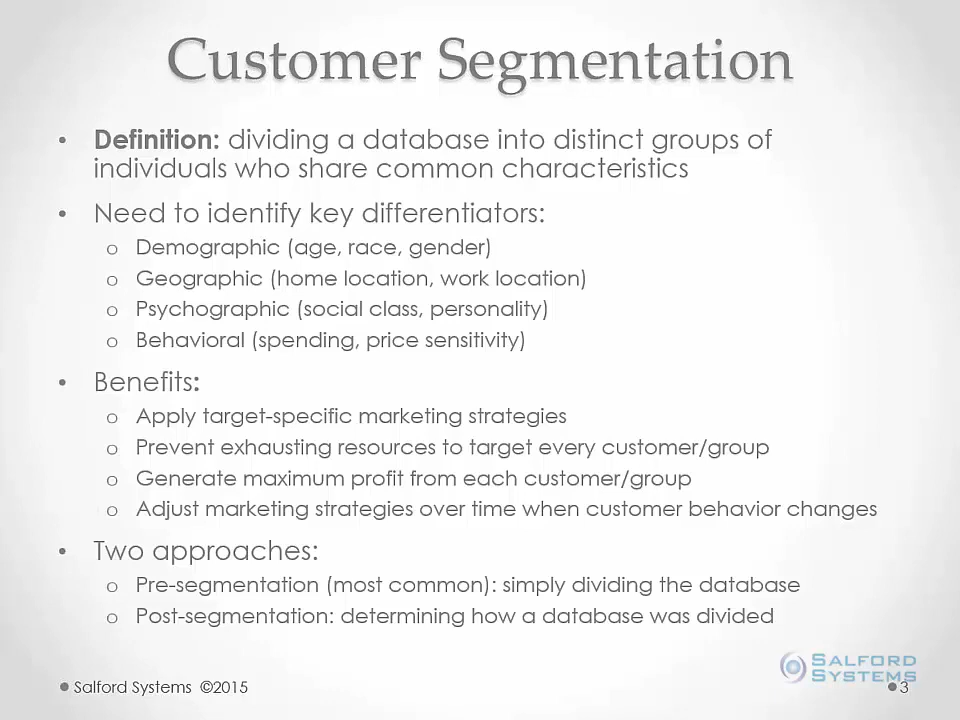 Customer Segmentation
• Definition: dividing a database into distinct groups of
individuals who share common characteristics
• Need to identify key differentiators:
o Demographic (age, race, gender)
o Geographic (home location, work location)
o Psychographic (social class, personality)
o Behavioral (spending, price sensitivity)
• Benefits:
o Apply target-specific marketing strategies
o Prevent exhausting resources to target every customer/group
o Generate maximum profit from each customer/group
o Adjust marketing strategies over time when customer behavior changes
• Two approaches:
o Pre-segmentation (most common): simply dividing the database
o Post-segmentation: determining how a database was divided
SALFORD
SYSTEMS
• Salford Systems ©2015
• 3